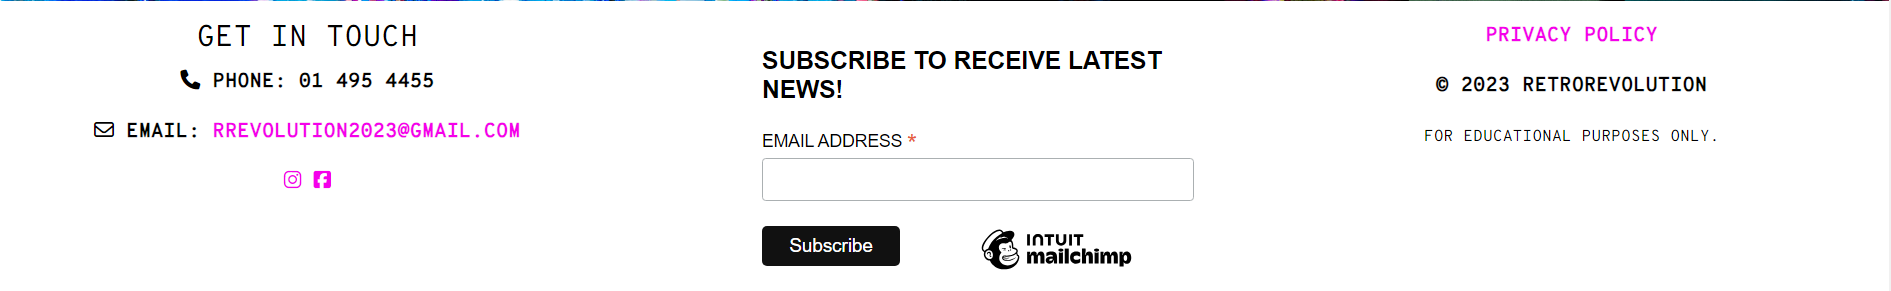 GET IN TOUCH
PHONE: 01 495 4455
EMAIL: RREVOLUTION2023@GMAIL.COM
SUBSCRIBE TO RECEIVE LATEST
NEWS!
EMAIL ADDRESS *
Subscribe
INTUIT
mailchimp
PRIVACY POLICY
© 2023 RETROREVOLUTION
FOR EDUCATIONAL PURPOSES ONLY.